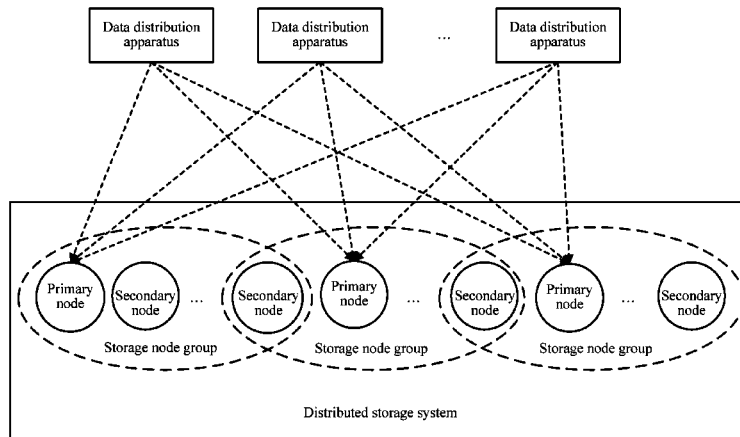 Data distribution
apparatus
Data distribution
apparatus
...
Data distribution
apparatus
Primary
node
Secondary
node
...
Secondary
node
Primary
node
...
Secondary
node
Primary
node
...
Secondary
node
Storage node group
Storage node group
Storage node group
Distributed storage system